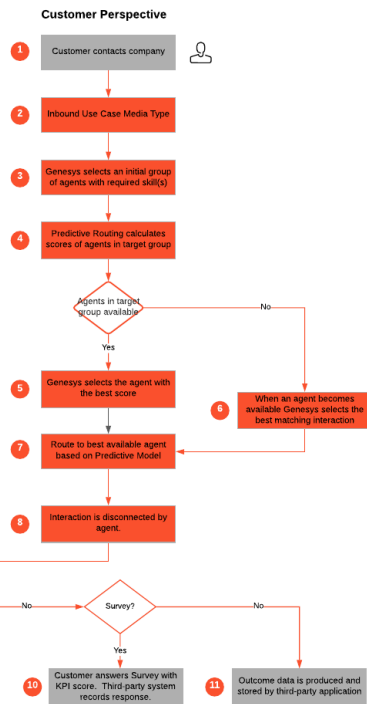 Customer Perspective
1
Customer contacts company
2
Inbound Use Case Media Type
3
Genesys selects an initial group
of agents with required skill(s)
4
Predictive Routing calculates
scores of agents in target group
Agents in target
group available
No
Yes
5
Genesys selects the agent with
the best score
6
When an agent becomes
available Genesys selects the
best matching interaction
7
Route to best available agent
based on Predictive Model
8
Interaction is disconnected by
agent.
No
Survey?
No
Yes
10
Customer answers Survey with
KPI score. Third-party system
records response.
11
Outcome data is produced and
stored by third-party application